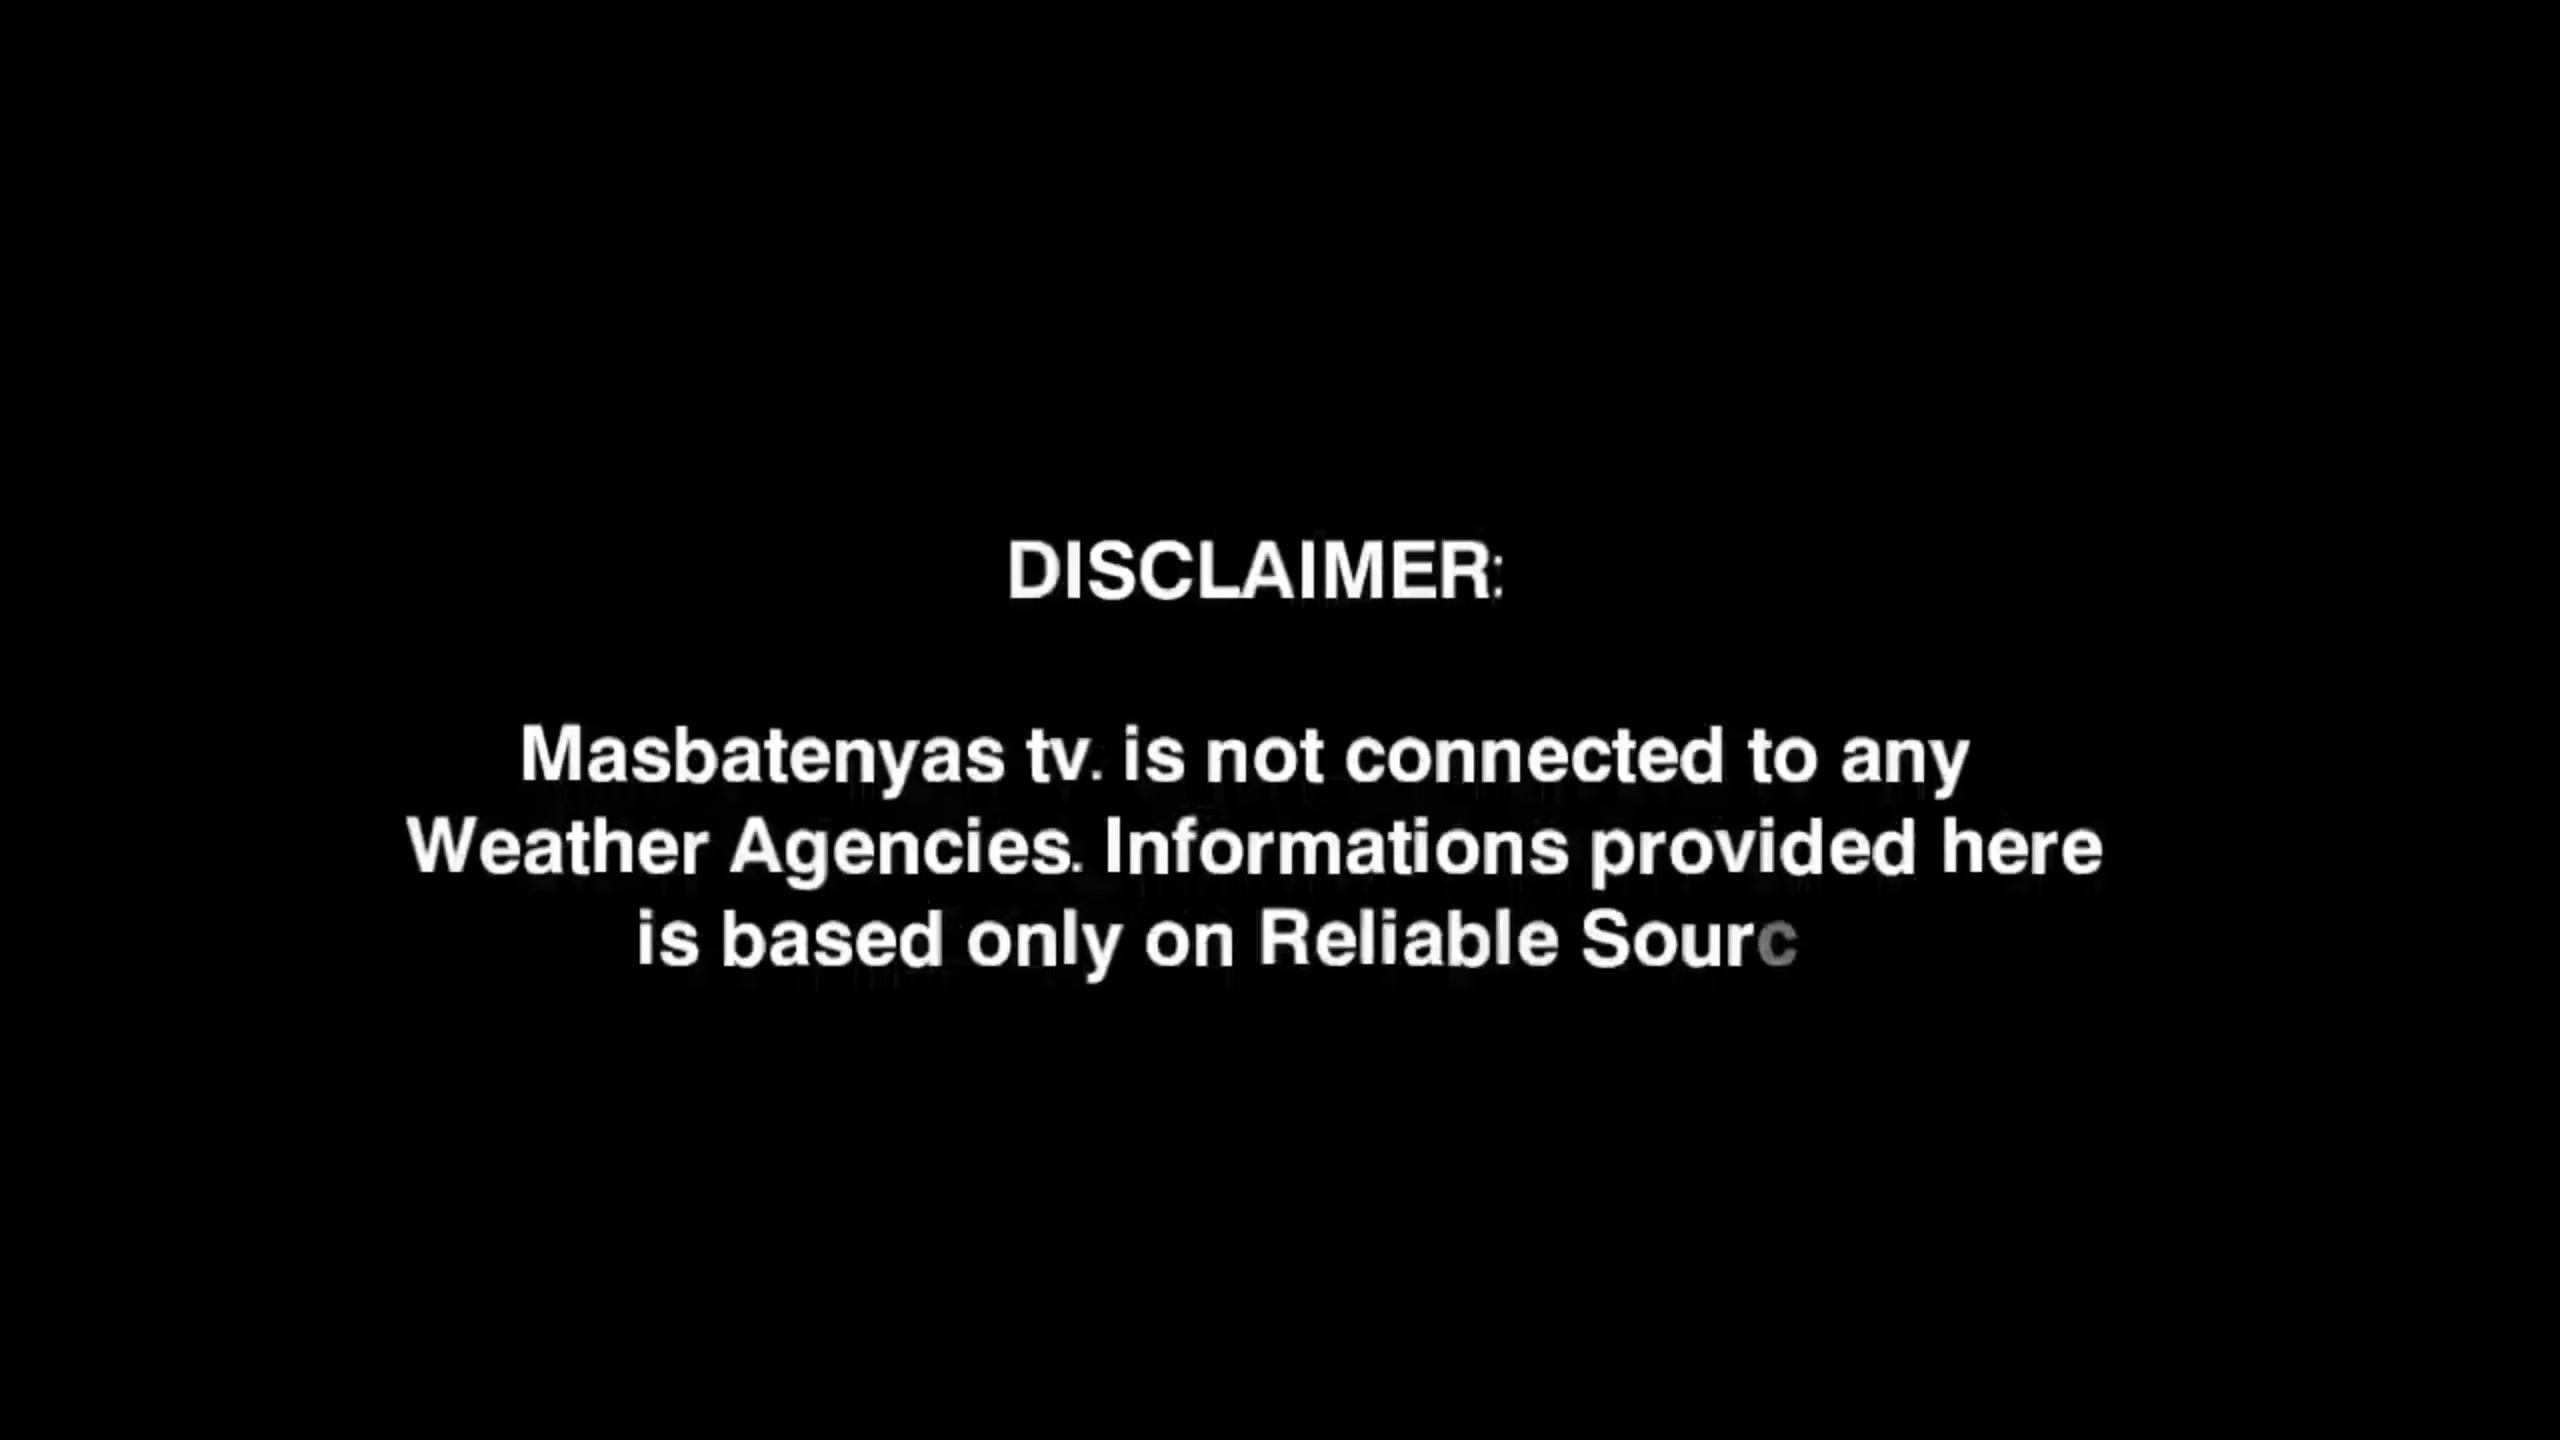 DISCLAIMER:
Masbatenyas tv. is not connected to any
Weather Agencies. Informations provided here
is based only on Reliable Sourc